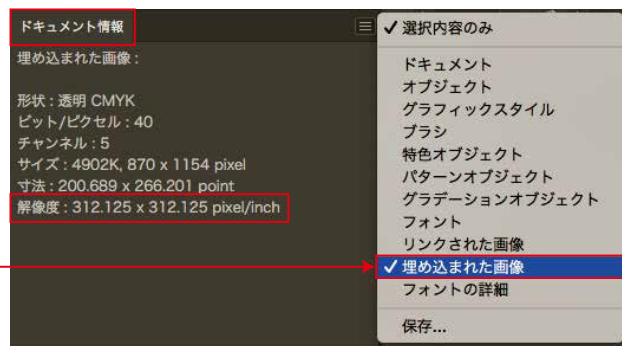 ドキュメント情報
埋め込まれた画像 :
形状 : 透明 CMYK
ビット/ピクセル : 40
チャンネル : 5
サイズ : 4902K, 870 x 1154 pixel
寸法 : 200.689 x 266.201 point
解像度 : 312.125 x 312.125 pixel/inch
✓ 選択内容のみ
ドキュメント
オブジェクト
グラフィックスタイル
ブラシ
特色オブジェクト
パターンオブジェクト
グラデーションオブジェクト
フォント
リンクされた画像
✓ 埋め込まれた画像
フォントの詳細
保存...